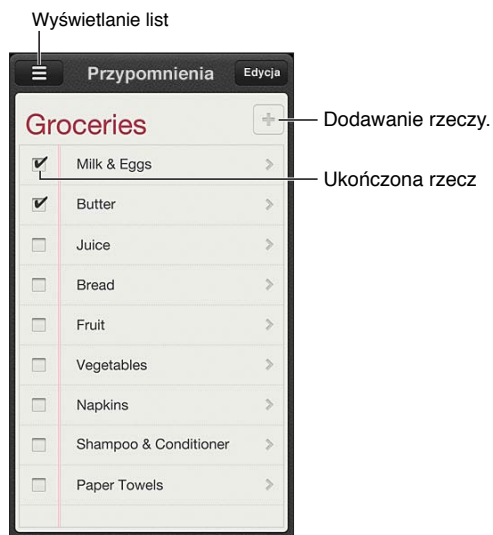 Wyświetlanie list
Przypomnienia Edycja
Groceries
Dodawanie rzeczy.
Milk & Eggs
Ukończona rzecz
Butter
Juice
Bread
Fruit
Vegetables
Napkins
Shampoo & Conditioner
Paper Towels